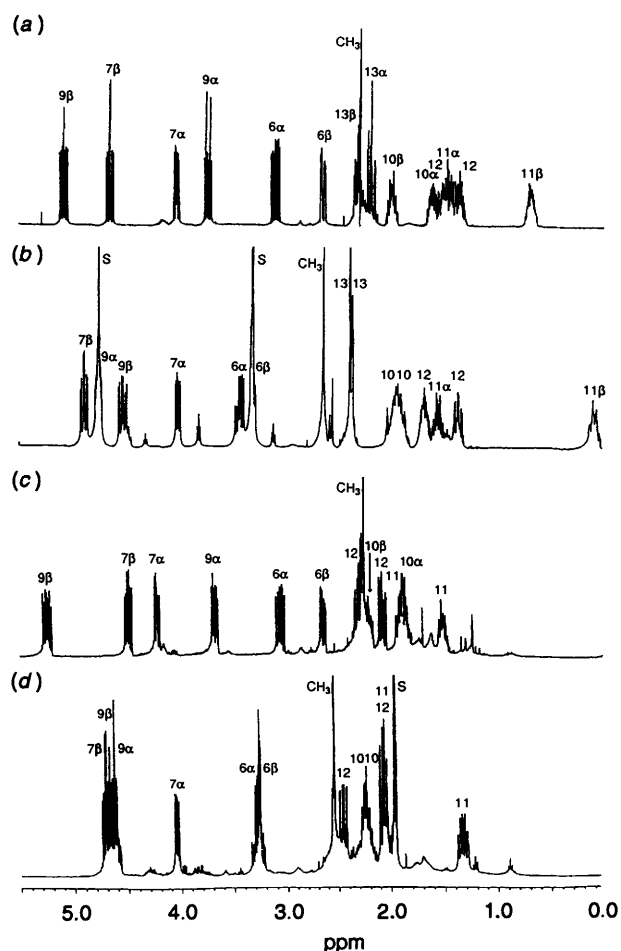 (a)
CH₃
9β 7β 7α 9α 6α 6β 13β 13α 10β 10α 12 11α 12 11β
(b)
S S CH₃
7β 9α 9β 7α 6α 6β 13 13 10 10 12 11α 12 11β
(c)
CH₃
9β 7β 7α 9α 6α 6β 12 10β 12 11 10α 11
(d)
CH₃ 11 S
9β 7β 9α 7α 6α 6β 12 10 10 12 11
5.0 4.0 3.0 2.0 1.0 0.0
ppm